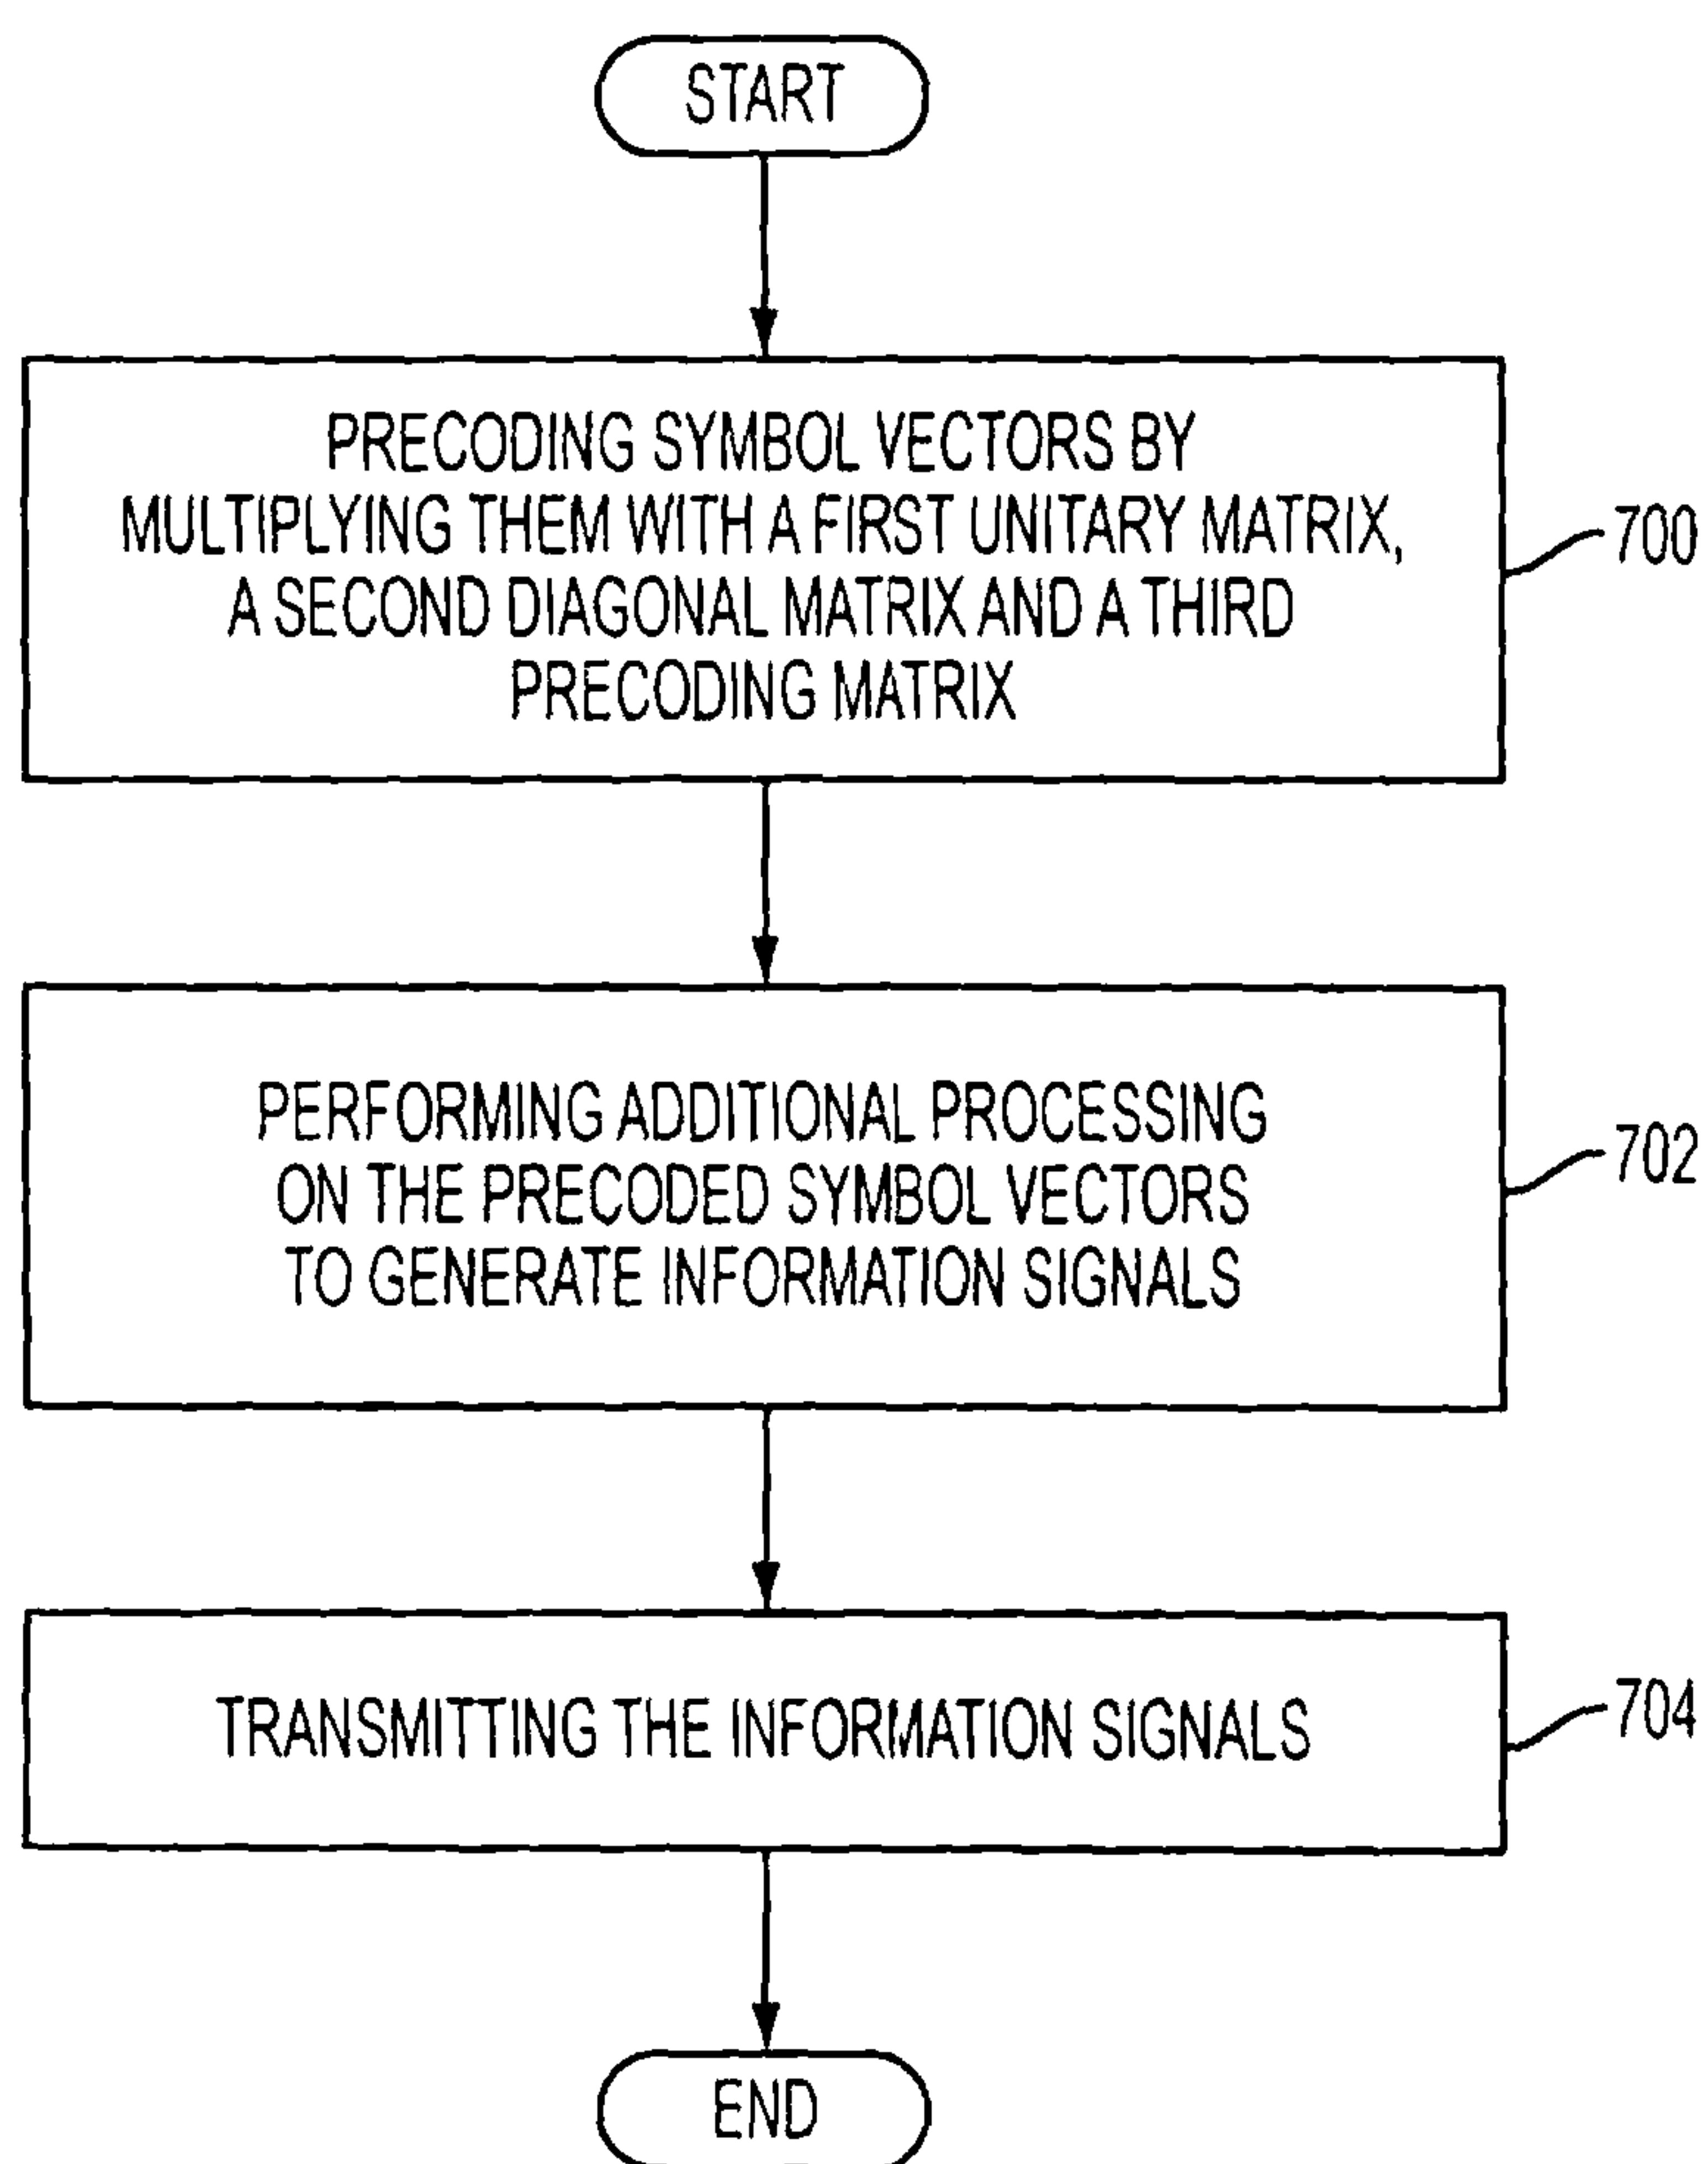 START
PRECODING SYMBOL VECTORS BY
MULTIPLYING THEM WITH A FIRST UNITARY MATRIX,
A SECOND DIAGONAL MATRIX AND A THIRD
PRECODING MATRIX
700
PERFORMING ADDITIONAL PROCESSING
ON THE PRECODED SYMBOL VECTORS
TO GENERATE INFORMATION SIGNALS
702
TRANSMITTING THE INFORMATION SIGNALS
704
END